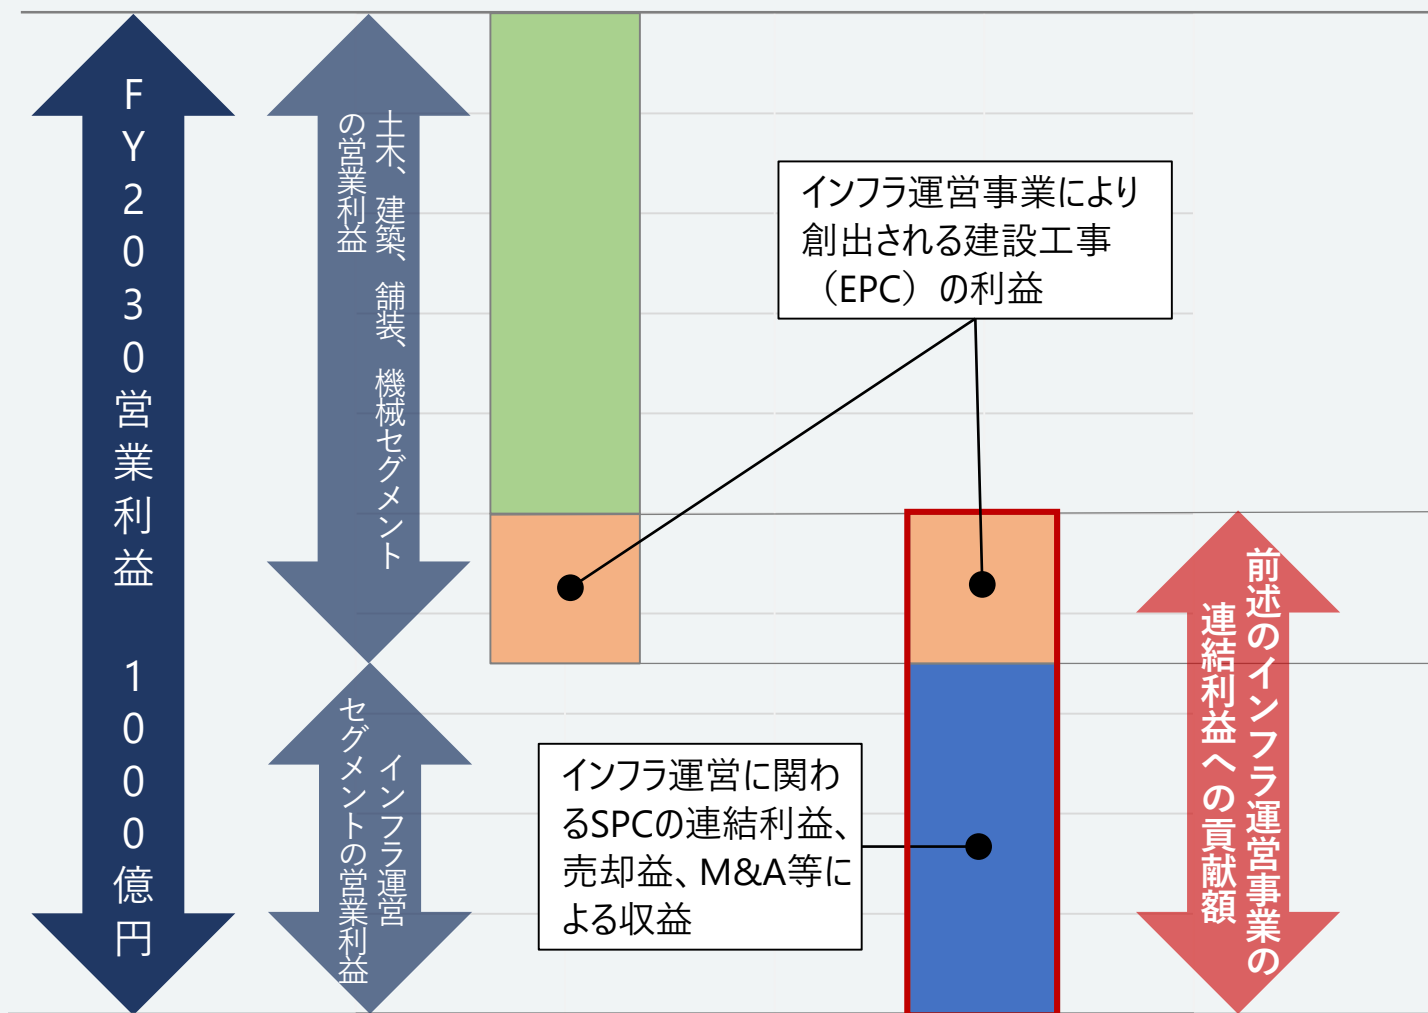 FY2030営業利益　1000億円
土木、建築、舗装、機械セグメント
の営業利益
インフラ運営
セグメントの営業利益
インフラ運営事業により
創出される建設工事
（EPC）の利益
インフラ運営に関わ
るSPCの連結利益、
売却益、M&A等に
よる収益
前述のインフラ運営事業の
連結利益への貢献額